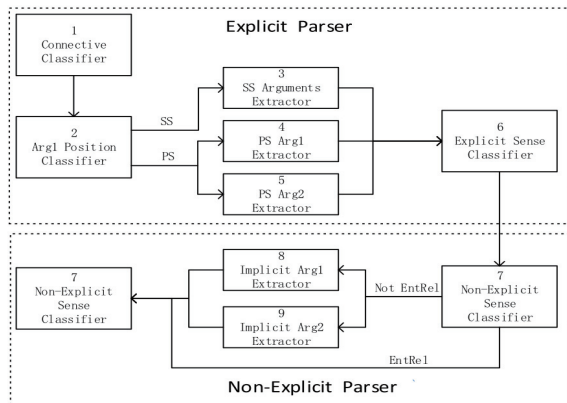 Explicit Parser
1
Connective
Classifier
2
Arg1 Position
Classifier
SS
PS
3
SS Arguments
Extractor
4
PS Arg1
Extractor
5
PS Arg2
Extractor
6
Explicit Sense
Classifier
7
Non-Explicit
Sense
Classifier
8
Implicit Arg1
Extractor
9
Implicit Arg2
Extractor
Not EntRel
7
Non-Explicit
Sense
Classifier
EntRel
Non-Explicit Parser